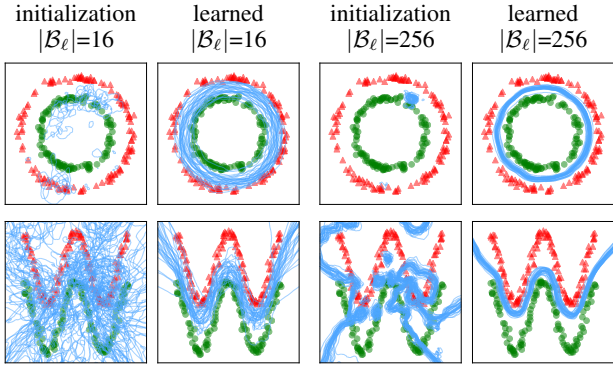 initialization learned initialization learned
|𝓑ℓ|=16 |𝓑ℓ|=16 |𝓑ℓ|=256 |𝓑ℓ|=256